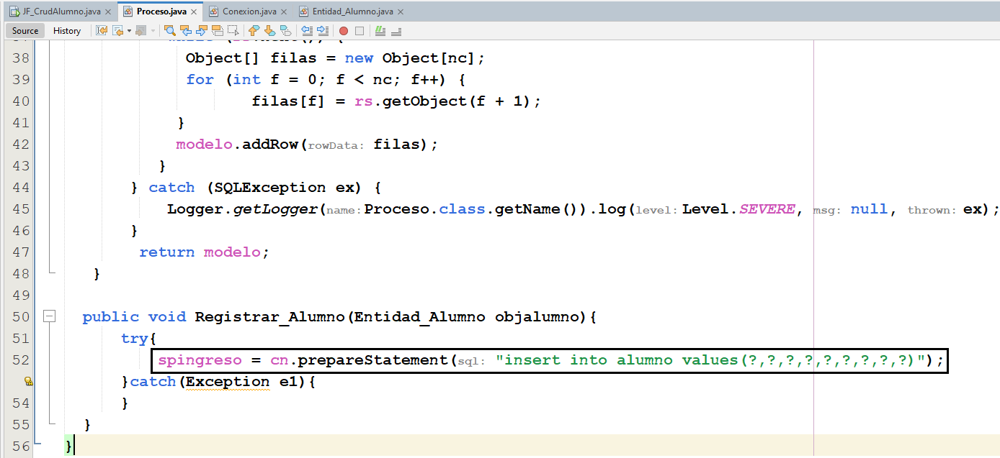 JF_CrudAlumno.java
Proceso.java
Conexion.java
Entidad_Alumno.java
Source
History
38 Object[] filas = new Object[nc];
39 for (int f = 0; f < nc; f++) {
40 filas[f] = rs.getObject(f + 1);
41 }
42 modelo.addRow(rowData: filas);
43 }
44 } catch (SQLException ex) {
45 Logger.getLogger(name: Proceso.class.getName()).log(level: Level.SEVERE, msg: null, thrown: ex);
46 }
47 return modelo;
48 }
49
50 public void Registrar_Alumno(Entidad_Alumno objalumno){
51 try{
52 spingreso = cn.prepareStatement(sql: "insert into alumno values(?,?,?,?,?,?,?,?,?)");
}catch(Exception e1){
54 }
55 }
56 }